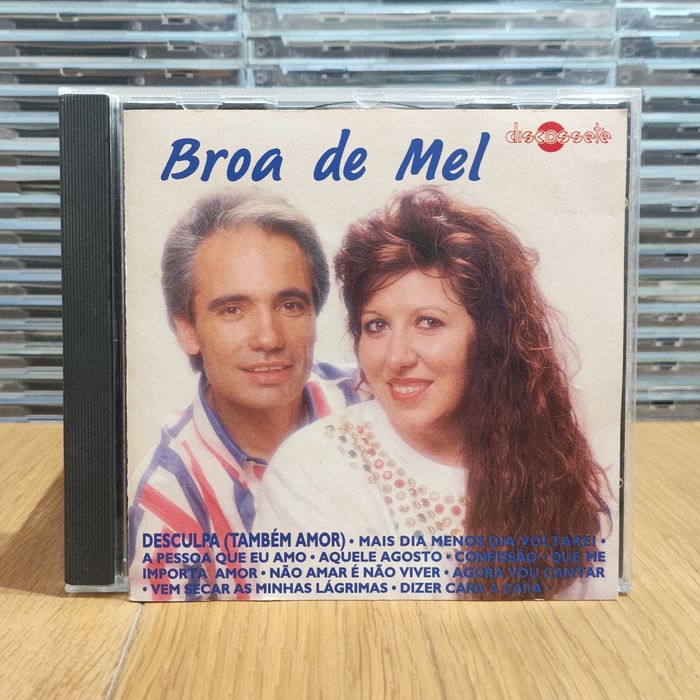 Broa de Mel
discossete
DESCULPA (TAMBÉM AMOR) • MAIS DIA MENOS DIA VOLTAREI •
A PESSOA QUE EU AMO • AQUELE AGOSTO • CONFISSÃO • QUE ME
IMPORTA AMOR • NÃO AMAR É NÃO VIVER • AGORA VOU CANTAR
• VEM SECAR AS MINHAS LÁGRIMAS • DIZER CARA A CARA •